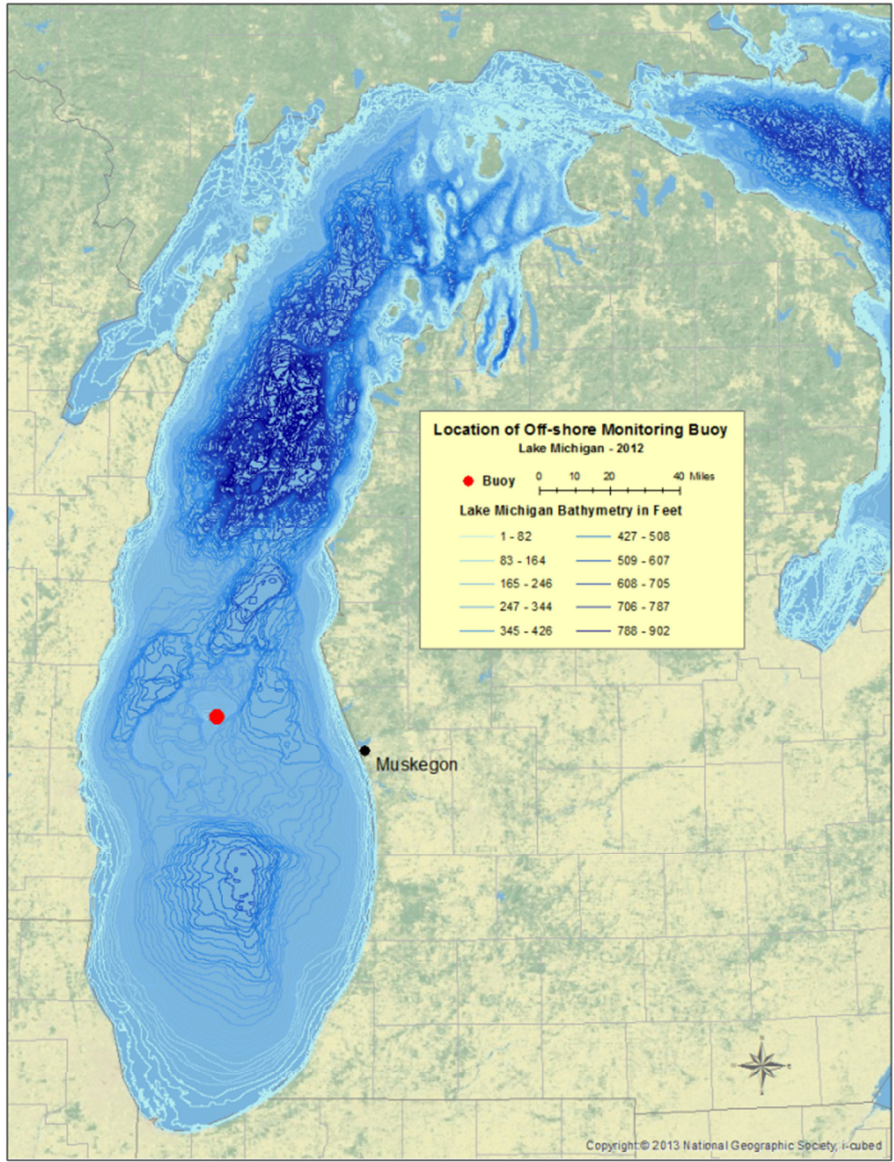 Location of Off-shore Monitoring Buoy
Lake Michigan - 2012
Buoy
0 10 20 40 Miles
Lake Michigan Bathymetry in Feet
1 - 82
83 - 164
165 - 246
247 - 344
345 - 426
427 - 508
509 - 607
608 - 705
706 - 787
788 - 902
Muskegon
Copyright:© 2013 National Geographic Society, i-cubed